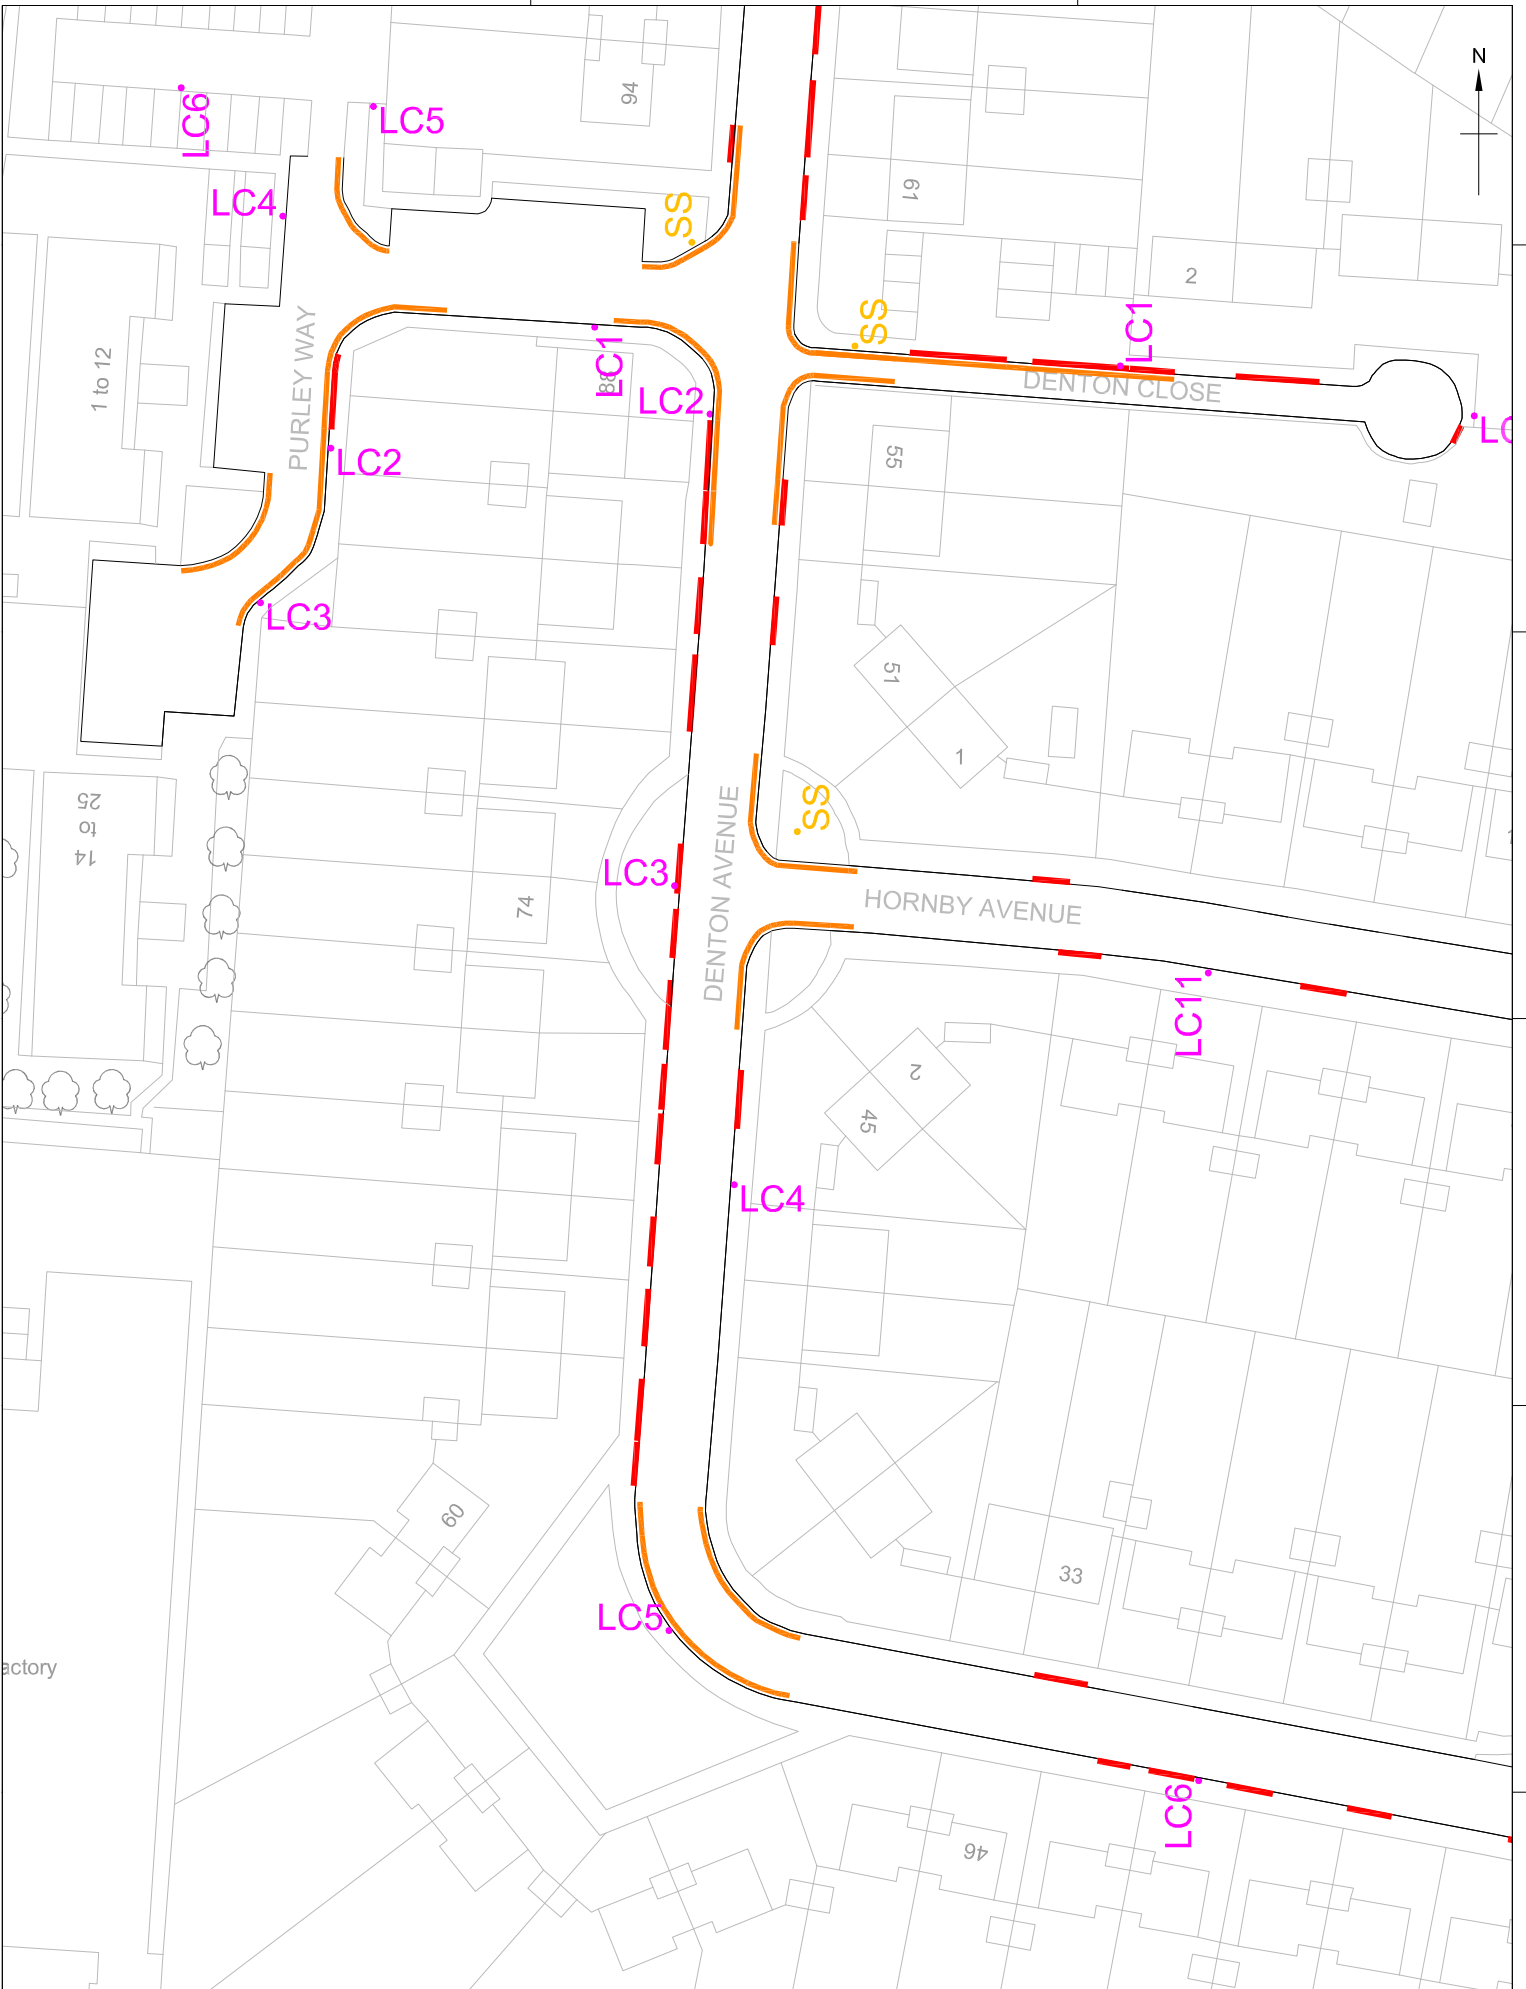 N
LC6
LC5
94
LC4
SS
61
2
SS
LC1
PURLEY WAY
1 to 12
LC1
88
LC2
DENTON CLOSE
LC2
55
LC3
51
1
25
to
14
SS
DENTON AVENUE
LC3
74
HORNBY AVENUE
LC11
2
45
LC4
60
33
LC5
actory
LC6
46